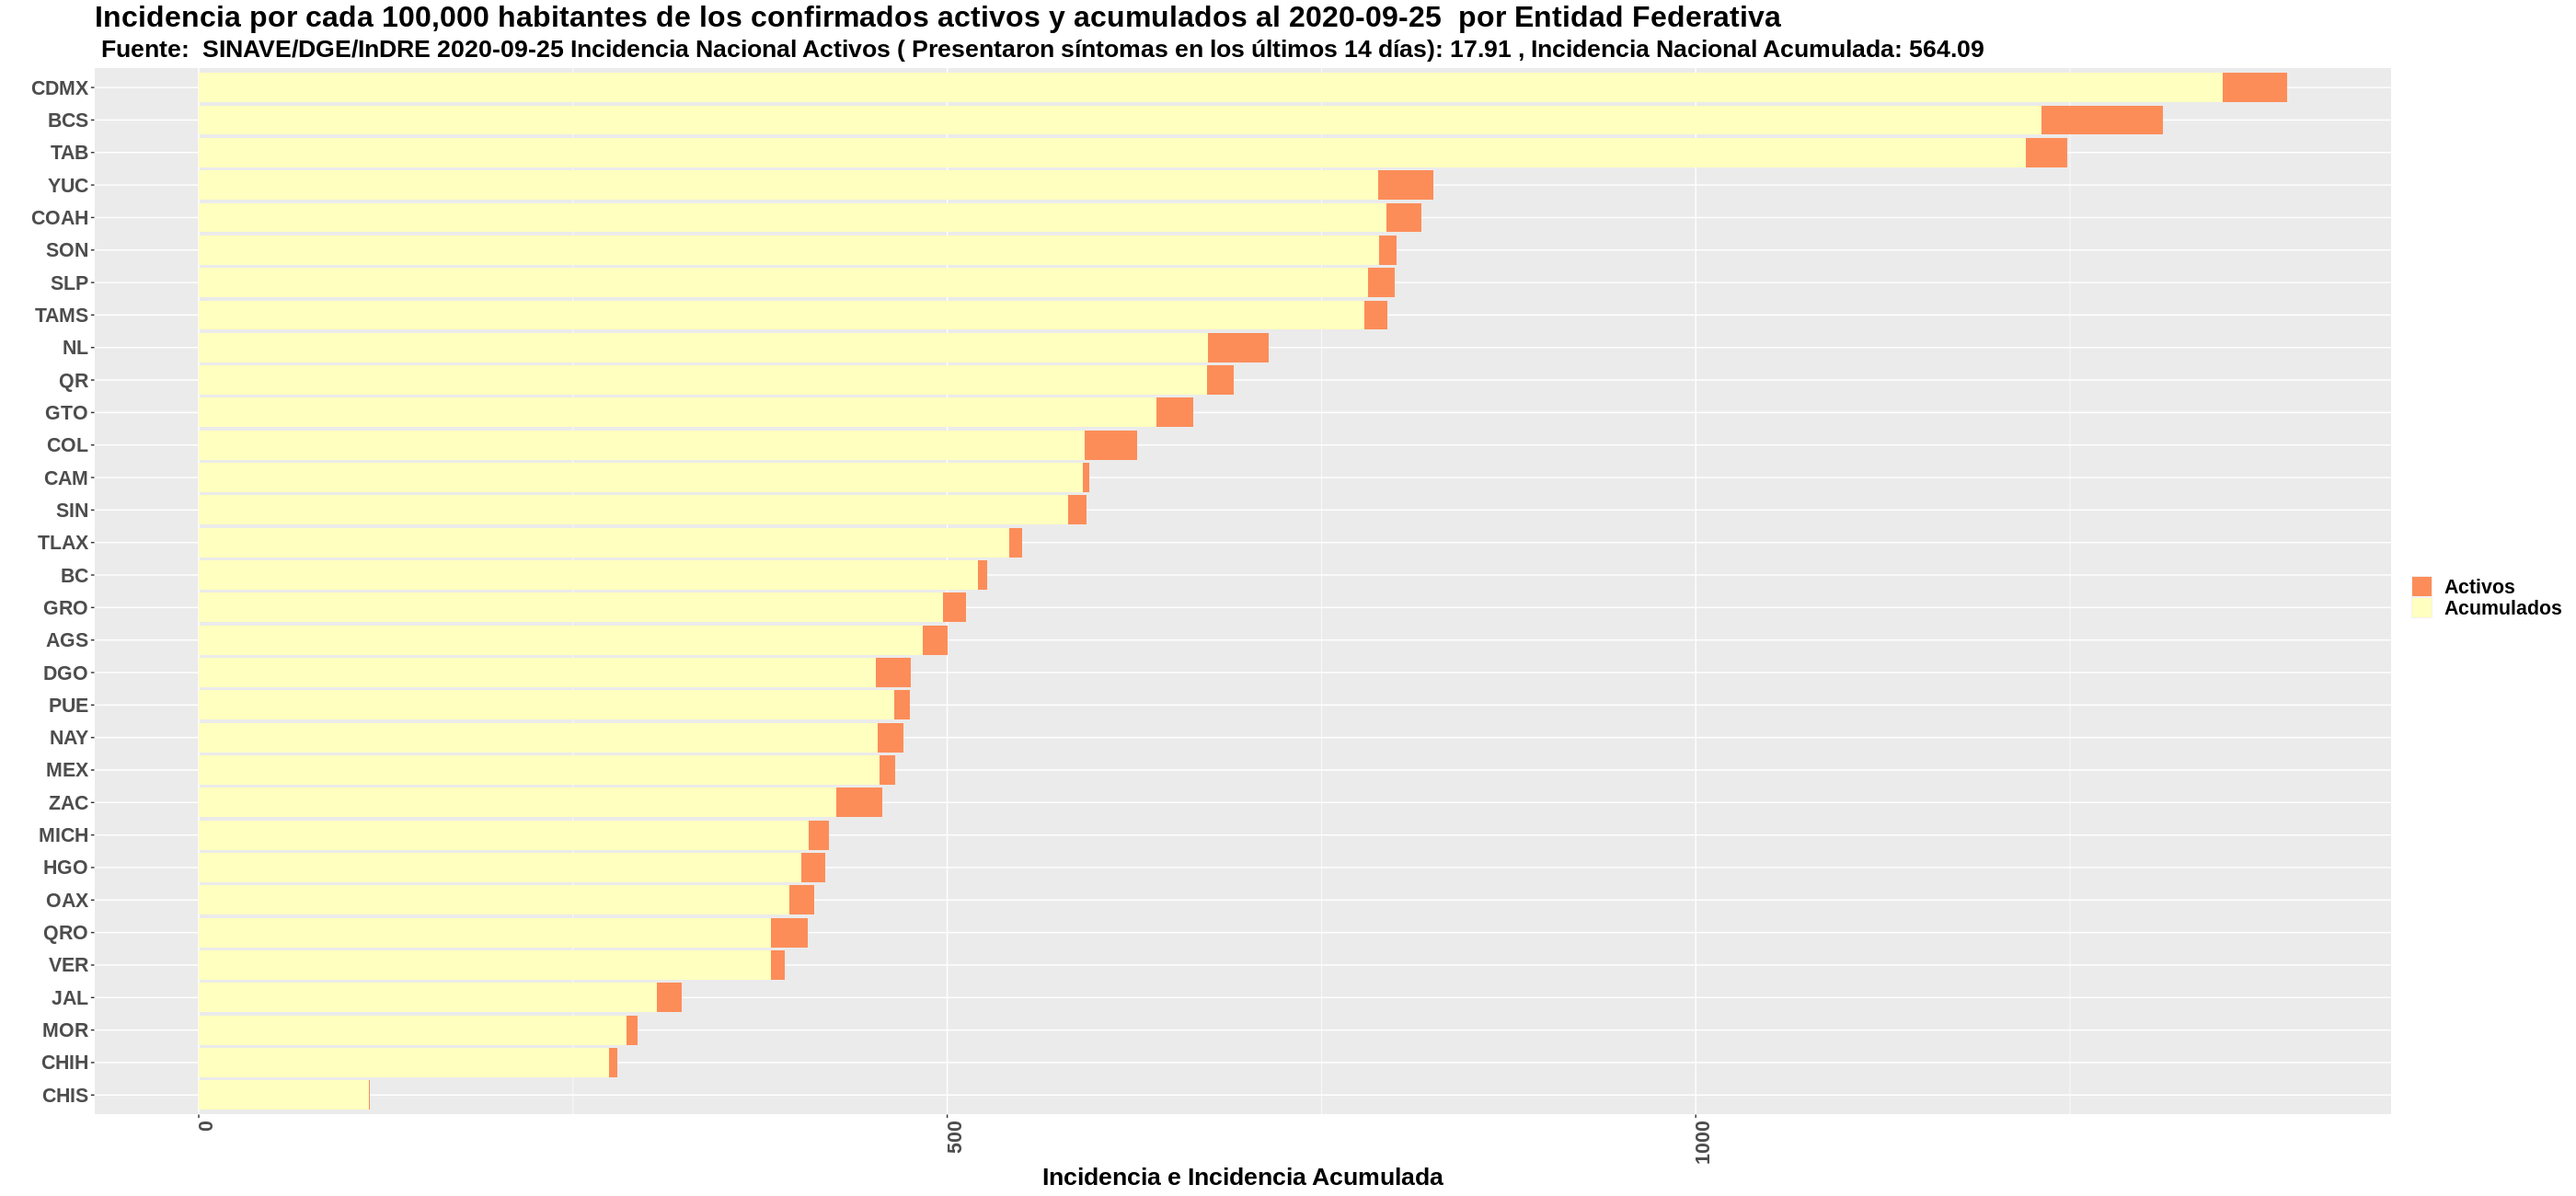 Incidencia por cada 100,000 habitantes de los confirmados activos y acumulados al 2020-09-25  por Entidad Federativa
Fuente:  SINAVE/DGE/InDRE 2020-09-25 Incidencia Nacional Activos ( Presentaron síntomas en los últimos 14 días): 17.91 , Incidencia Nacional Acumulada: 564.09
CDMX
BCS
TAB
YUC
COAH
SON
SLP
TAMS
NL
QR
GTO
COL
CAM
SIN
TLAX
BC
GRO
AGS
DGO
PUE
NAY
MEX
ZAC
MICH
HGO
OAX
QRO
VER
JAL
MOR
CHIH
CHIS
0
500
1000
Incidencia e Incidencia Acumulada
Activos
Acumulados